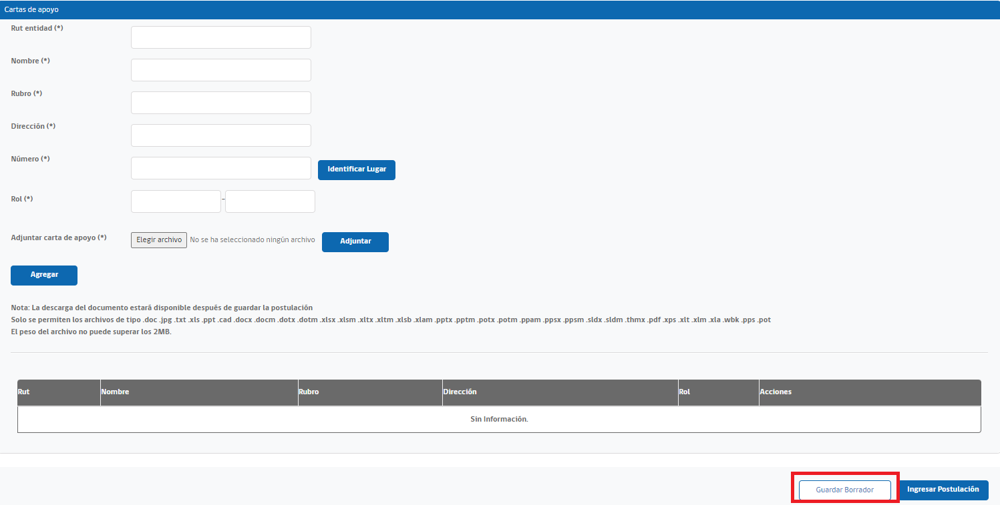 Cartas de apoyo
Rut entidad (*)
Nombre (*)
Rubro (*)
Dirección (*)
Número (*)
Identificar Lugar
Rol (*)
-
Adjuntar carta de apoyo (*)
Elegir archivo No se ha seleccionado ningún archivo
Adjuntar
Agregar
Nota: La descarga del documento estará disponible después de guardar la postulación
Solo se permiten los archivos de tipo .doc .jpg .txt .xls .ppt .cad .docx .docm .dotx .dotm .xlsx .xlsm .xltx .xltm .xlsb .xlam .pptx .pptm .potx .potm .ppam .ppsx .ppsm .sldx .sldm .thmx .pdf .xps .xlt .xlm .xla .wbk .pps .pot
El peso del archivo no puede superar los 2MB.
Rut Nombre Rubro Dirección Rol Acciones
Sin Información.
Guardar Borrador Ingresar Postulación